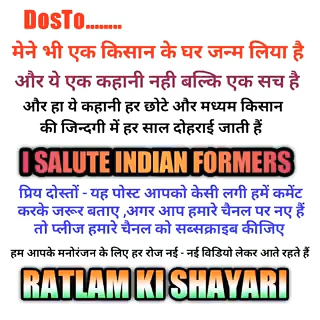 DosTo........
मेने भी एक किसान के घर जन्म लिया है
और ये एक कहानी नही बल्कि एक सच है
और हा ये कहानी हर छोटे और मध्यम किसान
की जिन्दगी में हर साल दोहराई जाती हैं
I SALUTE INDIAN FORMERS
प्रिय दोस्तों - यह पोस्ट आपको केसी लगी हमें कमेंट
करके जरूर बताए ,अगर आप हमारे चैनल पर नए हैं
तो प्लीज हमारे चैनल को सब्सक्राइब कीजिए
हम आपके मनोरंजन के लिए हर रोज नई - नई विडियो लेकर आते रहते हैं
RATLAM KI SHAYARI